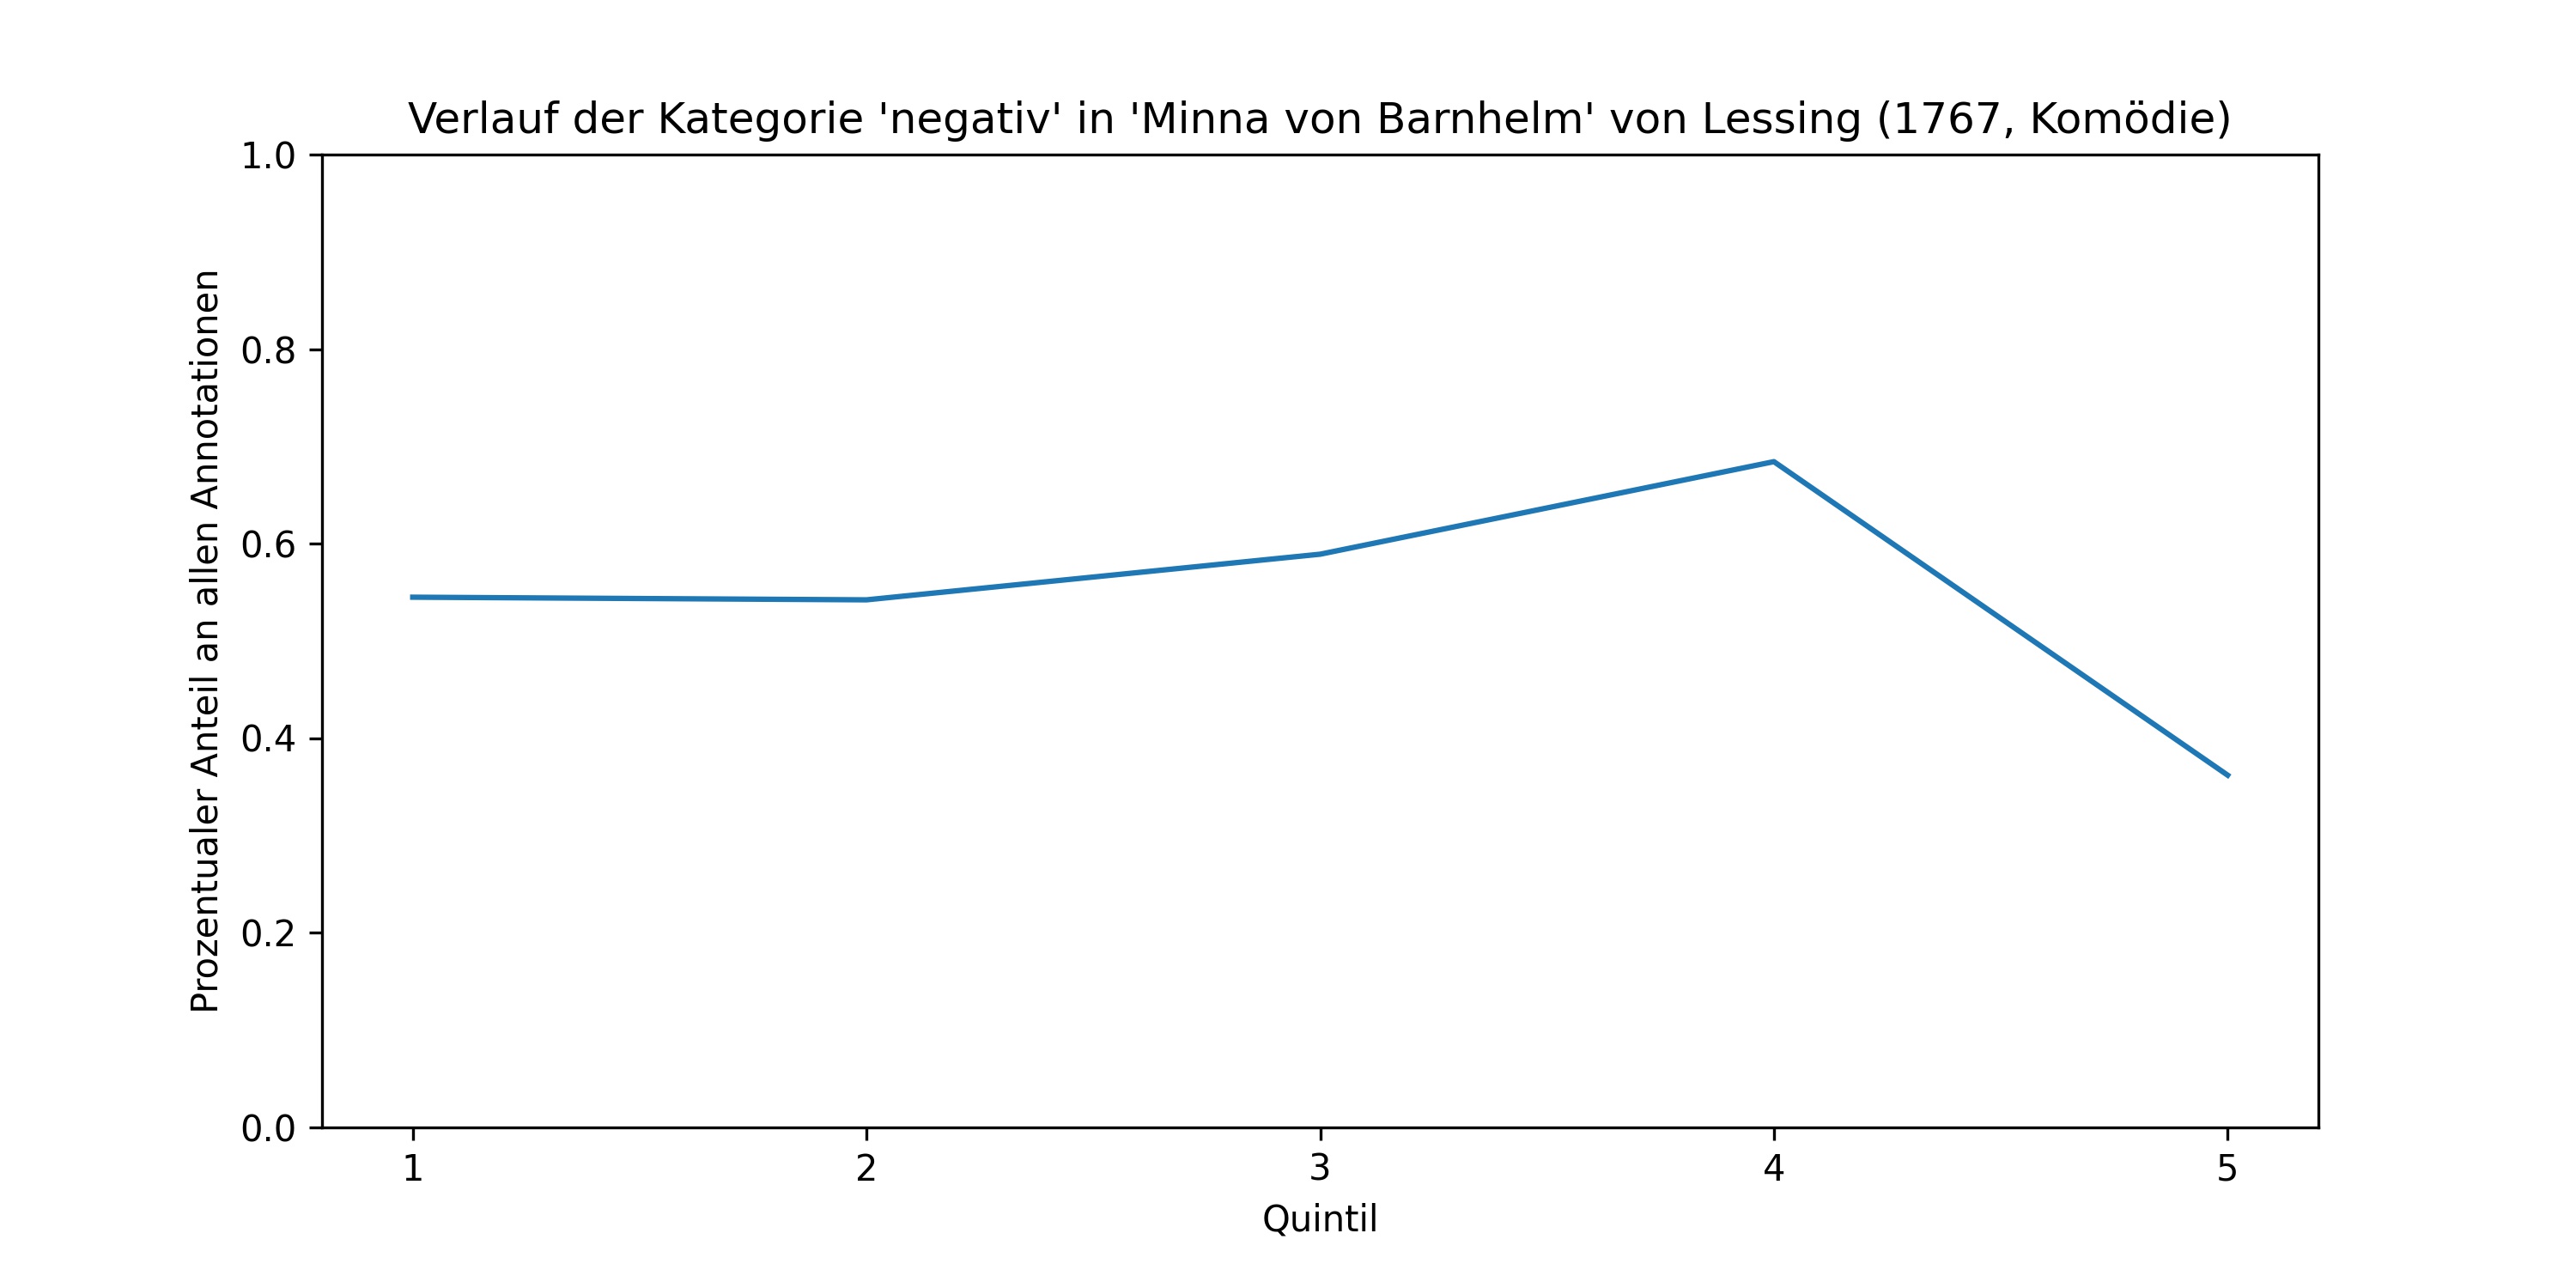 Verlauf der Kategorie 'negativ' in 'Minna von Barnhelm' von Lessing (1767, Komödie)
Prozentualer Anteil an allen Annotationen
1.0
0.8
0.6
0.4
0.2
0.0
1 2 3 4 5
Quintil